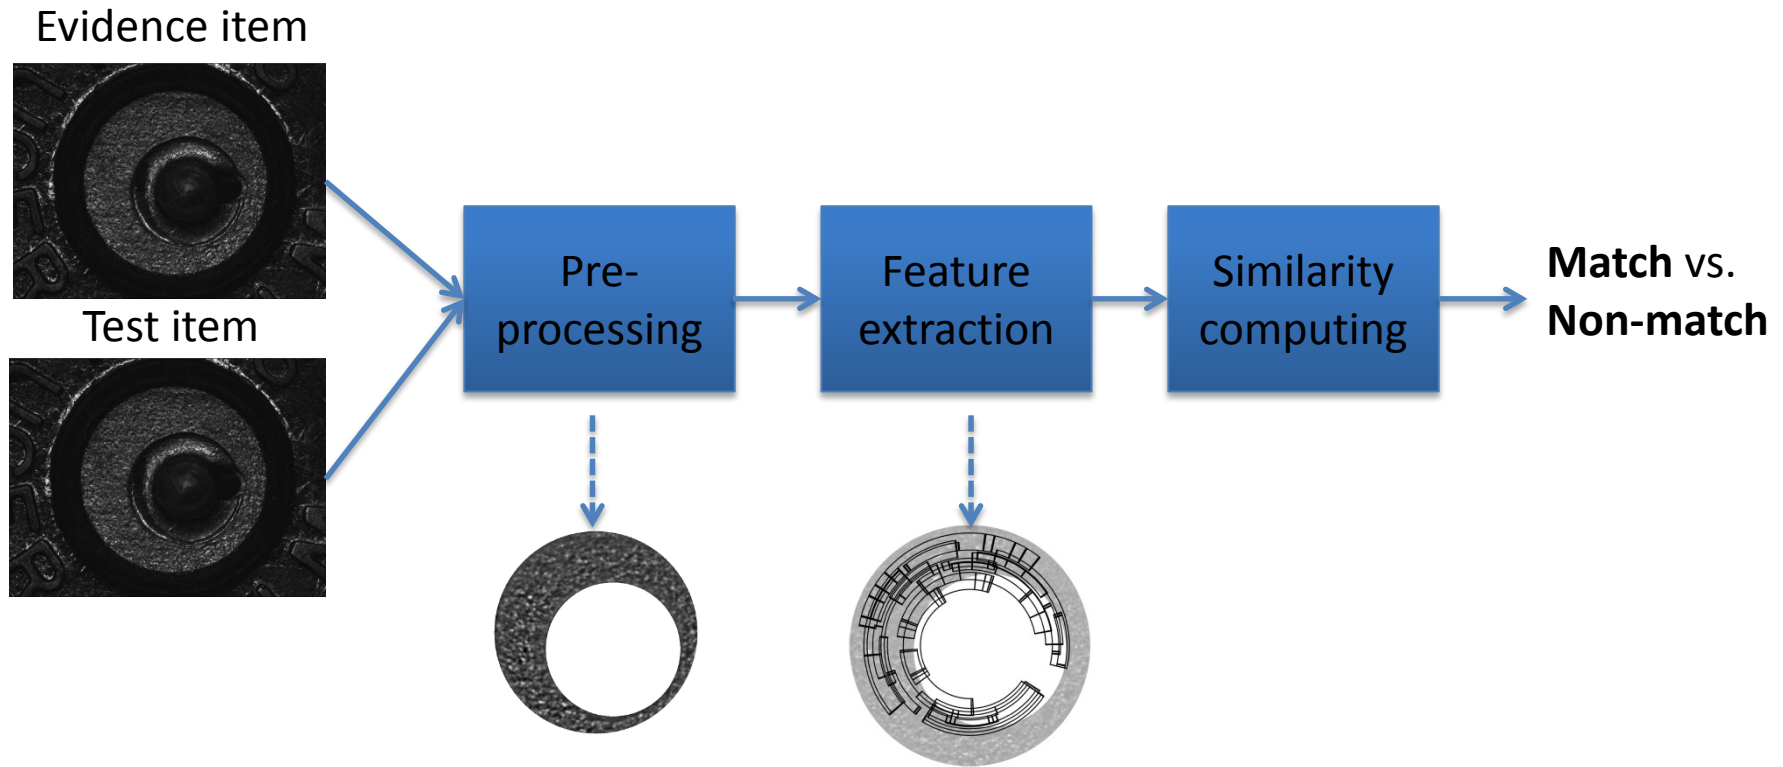 Evidence item
Test item
Pre-
processing
Feature
extraction
Similarity
computing
Match vs.
Non-match